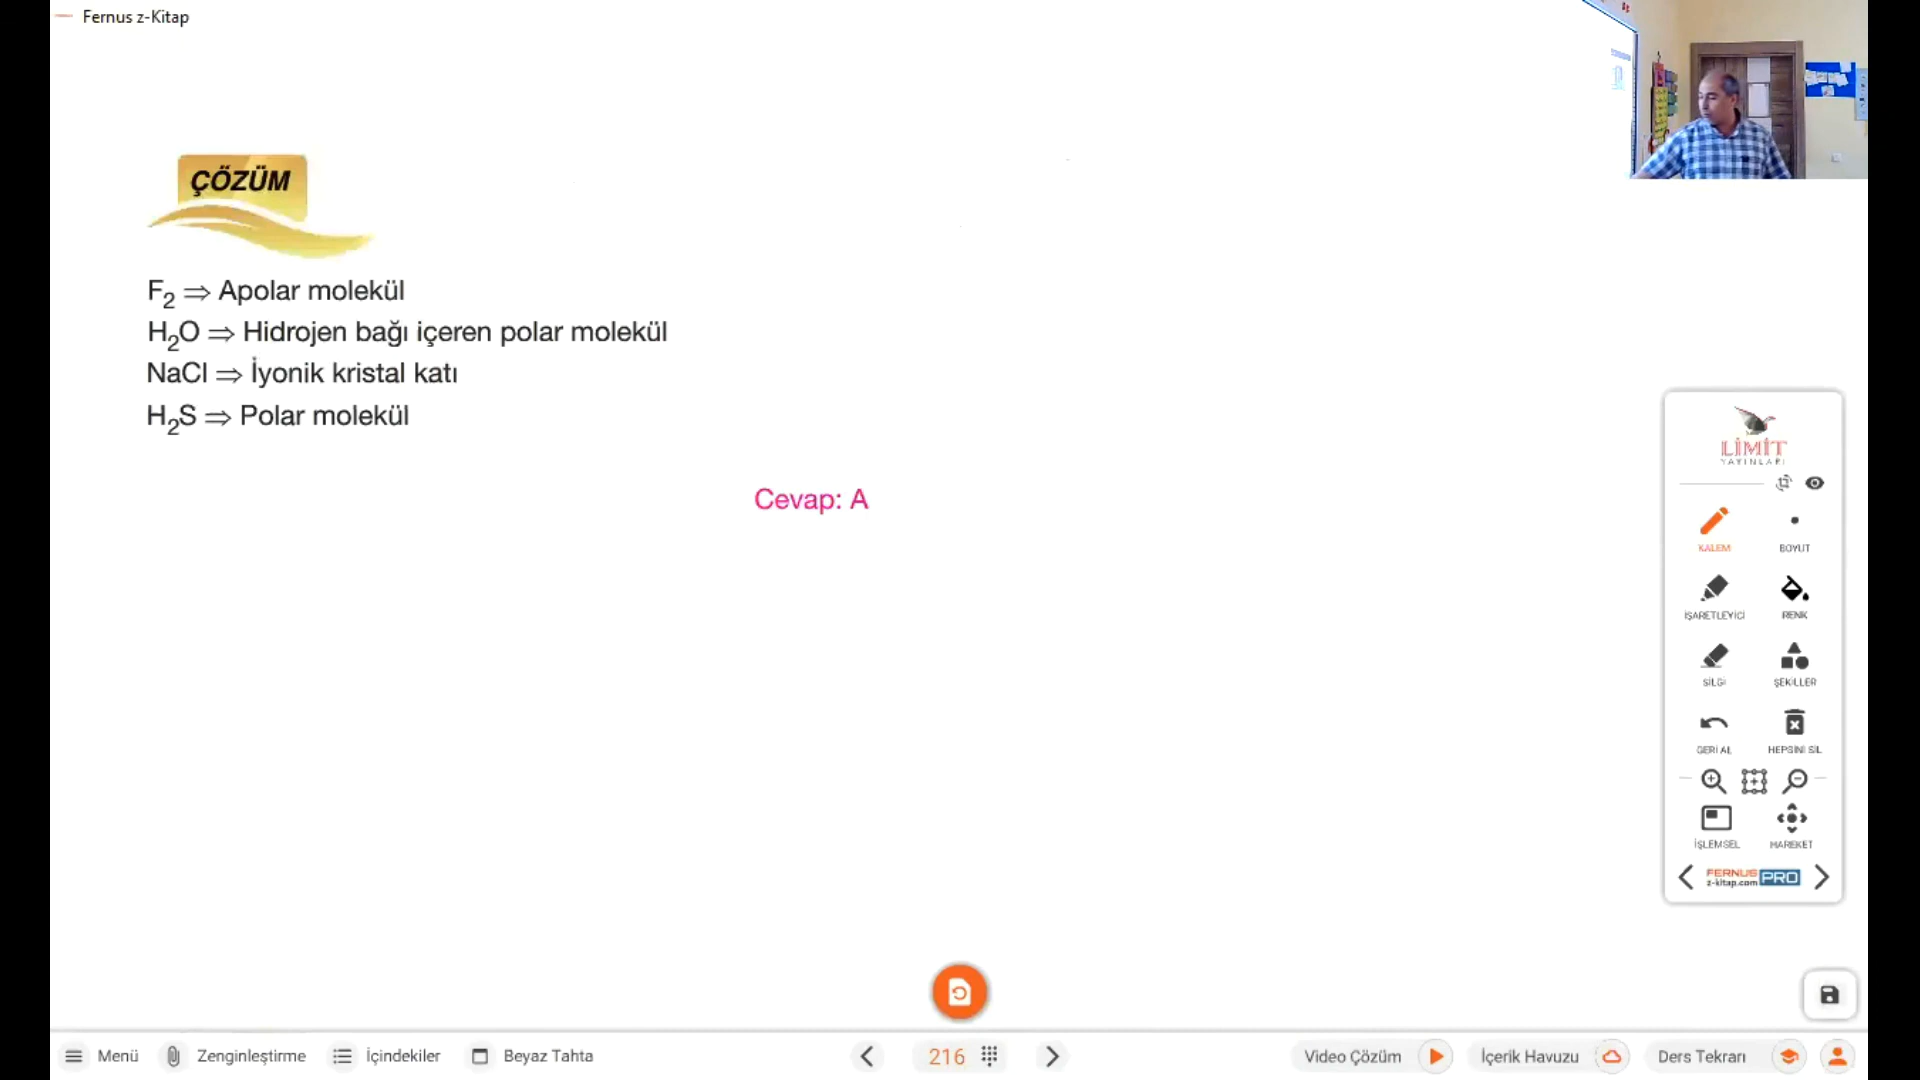 Fernus z-Kitap
ÇÖZÜM
F₂ ⇒ Apolar molekül
H₂O ⇒ Hidrojen bağı içeren polar molekül
NaCl ⇒ İyonik kristal katı
H₂S ⇒ Polar molekül
Cevap: A
LİMİT
YAYINLARI
KALEM
BOYUT
İŞARETLEYİCİ
RENK
SİLGİ
ŞEKİLLER
GERİ AL
HEPSİNİ SİL
İŞLEMSEL
HAREKET
FERNUS
z-kitap.com PRO
Menü
Zenginleştirme
İçindekiler
Beyaz Tahta
216
Video Çözüm
İçerik Havuzu
Ders Tekrarı